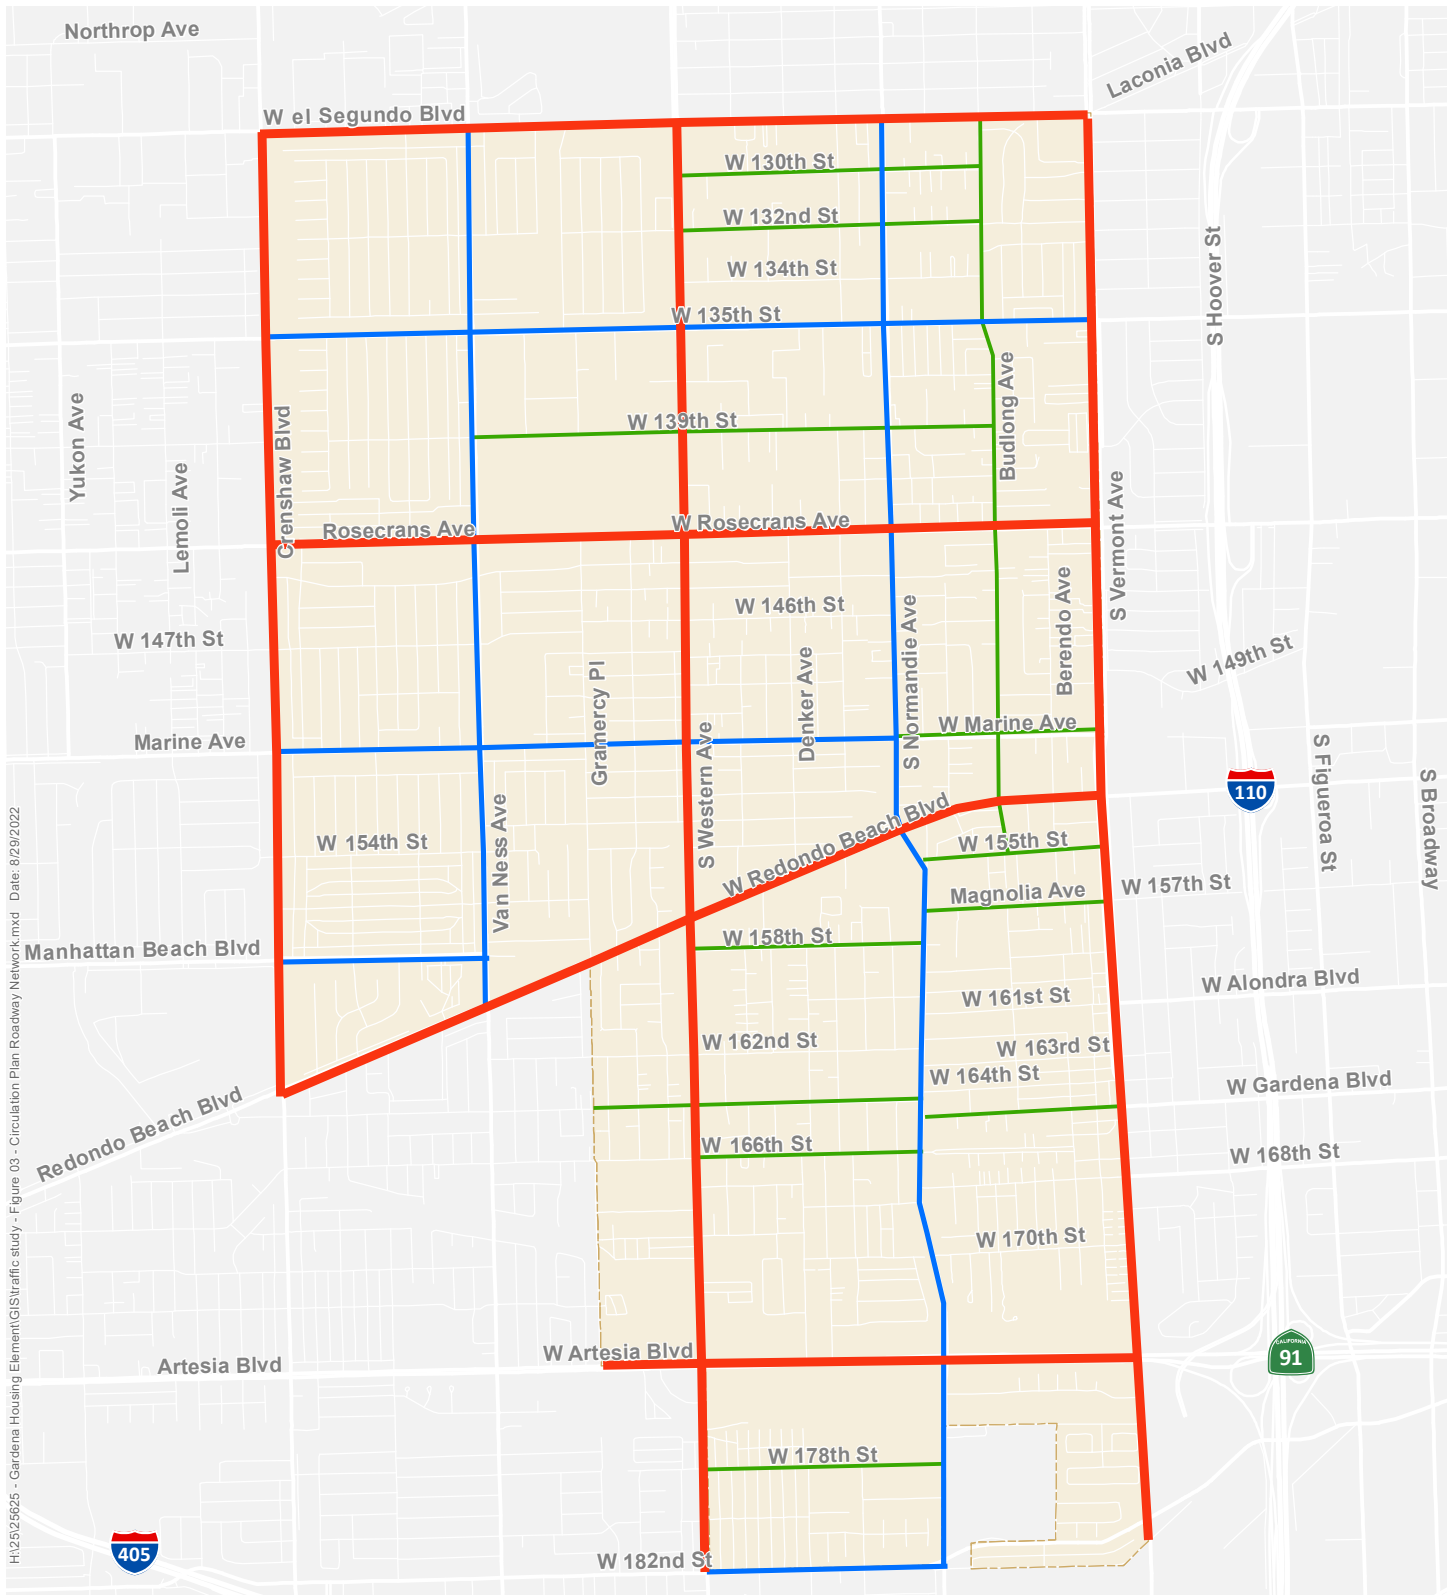 Northrop Ave
Laconia Blvd
W el Segundo Blvd
W 130th St
W 132nd St
W 134th St
S Hoover St
W 135th St
Yukon Ave
Lemoli Ave
Crenshaw Blvd
W 139th St
Budlong Ave
Rosecrans Ave
W Rosecrans Ave
S Vermont Ave
W 146th St
Berendo Ave
W 147th St
W 149th St
Gramercy Pl
Denker Ave
S Normandie Ave
W Marine Ave
Marine Ave
S Western Ave
S Figueroa St
S Broadway
110
Van Ness Ave
W 154th St
W Redondo Beach Blvd
W 155th St
Magnolia Ave
W 157th St
Manhattan Beach Blvd
W 158th St
W Alondra Blvd
W 161st St
W 162nd St
W 163rd St
W 164th St
W Gardena Blvd
Redondo Beach Blvd
W 166th St
W 168th St
W 170th St
W Artesia Blvd
Artesia Blvd
CALIFORNIA
91
W 178th St
405
W 182nd St
H:\25\25625 - Gardena Housing Element\GIS\traffic study - Figure 03 - Circulation Plan Roadway Network.mxd Date: 8/29/2022